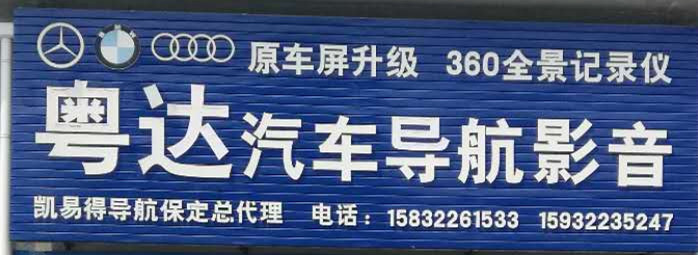 原车屏升级 360全景记录仪
粤达汽车导航影音
凯易得导航保定总代理 电话：15832261533 15932235247